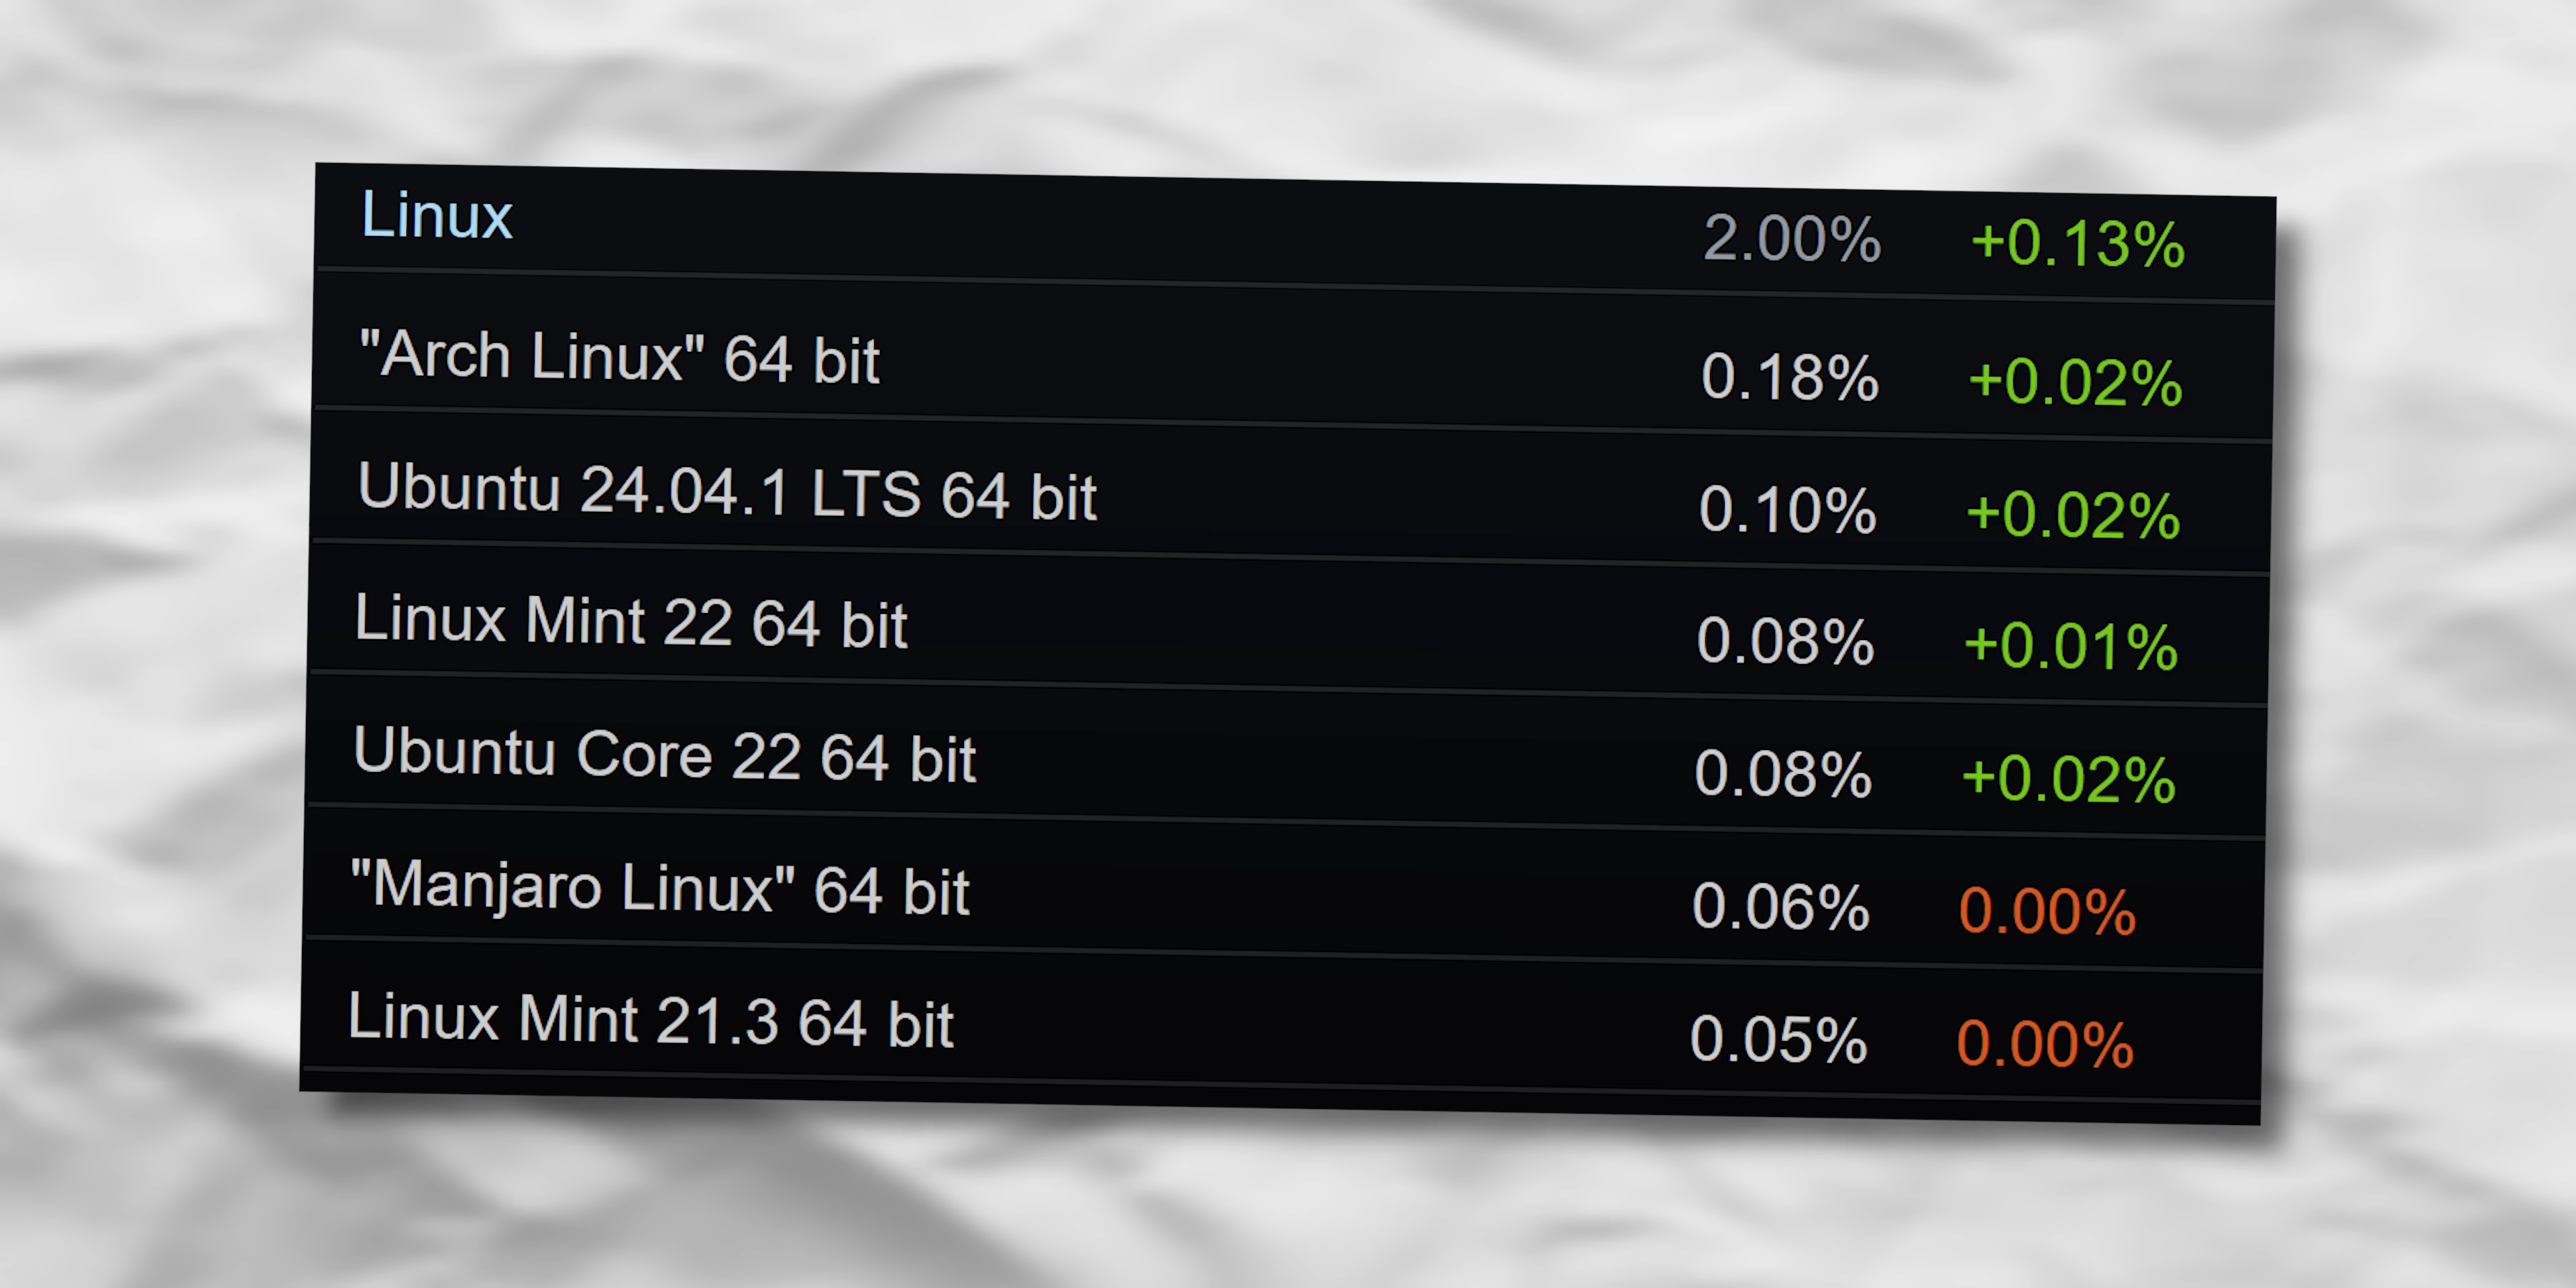 Linux 2.00% +0.13%
"Arch Linux" 64 bit 0.18% +0.02%
Ubuntu 24.04.1 LTS 64 bit 0.10% +0.02%
Linux Mint 22 64 bit 0.08% +0.01%
Ubuntu Core 22 64 bit 0.08% +0.02%
"Manjaro Linux" 64 bit 0.06% 0.00%
Linux Mint 21.3 64 bit 0.05% 0.00%